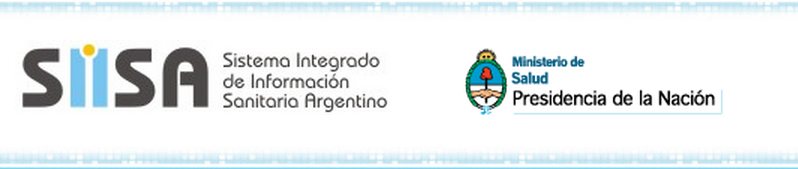 SIISA
Sistema Integrado
de Información
Sanitaria Argentino
Ministerio de
Salud
Presidencia de la Nación